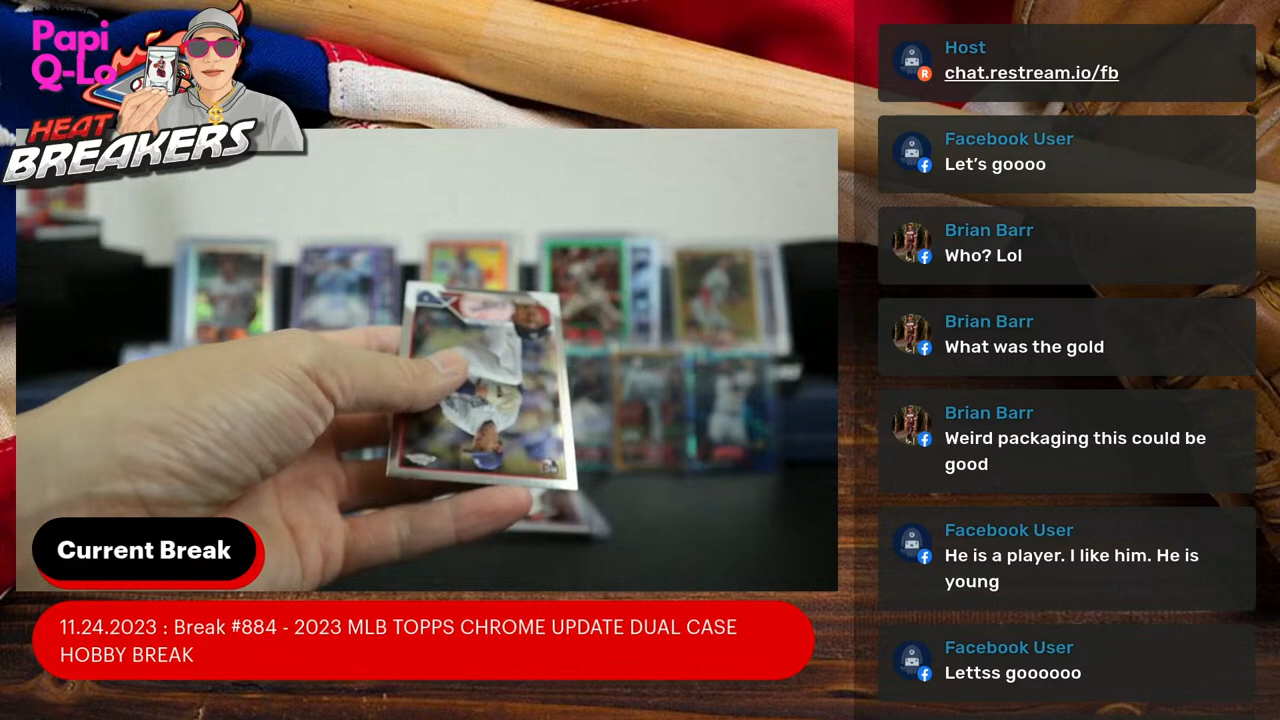 Papi
Q-Lo
HEAT
BREAKERS
Current Break
11.24.2023 : Break #884 - 2023 MLB TOPPS CHROME UPDATE DUAL CASE
HOBBY BREAK
Host
chat.restream.io/fb
Facebook User
Let’s goooo
Brian Barr
Who? Lol
Brian Barr
What was the gold
Brian Barr
Weird packaging this could be
good
Facebook User
He is a player. I like him. He is
young
Facebook User
Lettss goooooo